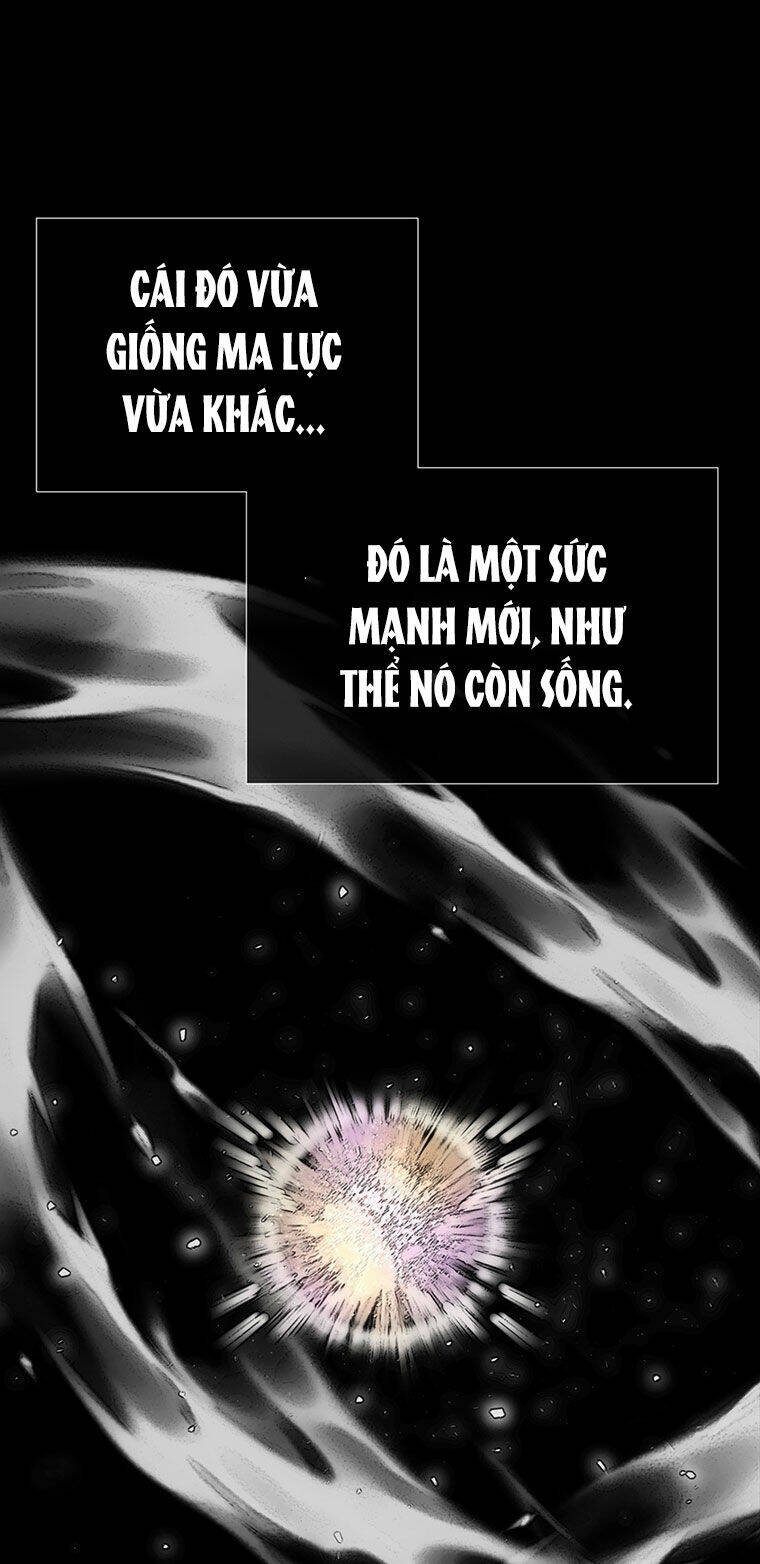 CÁI ĐÓ VỪA
GIỐNG MA LỰC
VỪA KHÁC...
ĐÓ LÀ MỘT SỨC
MẠNH MỚI, NHƯ
THỂ NÓ CÒN SỐNG.